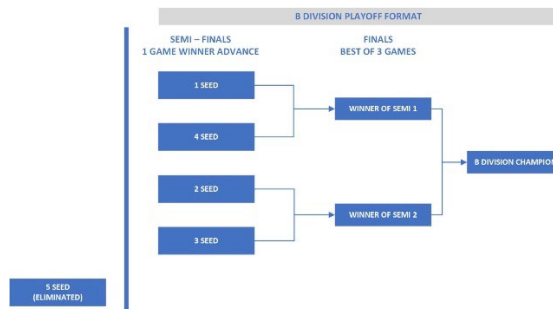 B DIVISION PLAYOFF FORMAT
SEMI – FINALS
1 GAME WINNER ADVANCE
FINALS
BEST OF 3 GAMES
1 SEED
WINNER OF SEMI 1
4 SEED
B DIVISION CHAMPION
2 SEED
WINNER OF SEMI 2
3 SEED
5 SEED
(ELIMINATED)